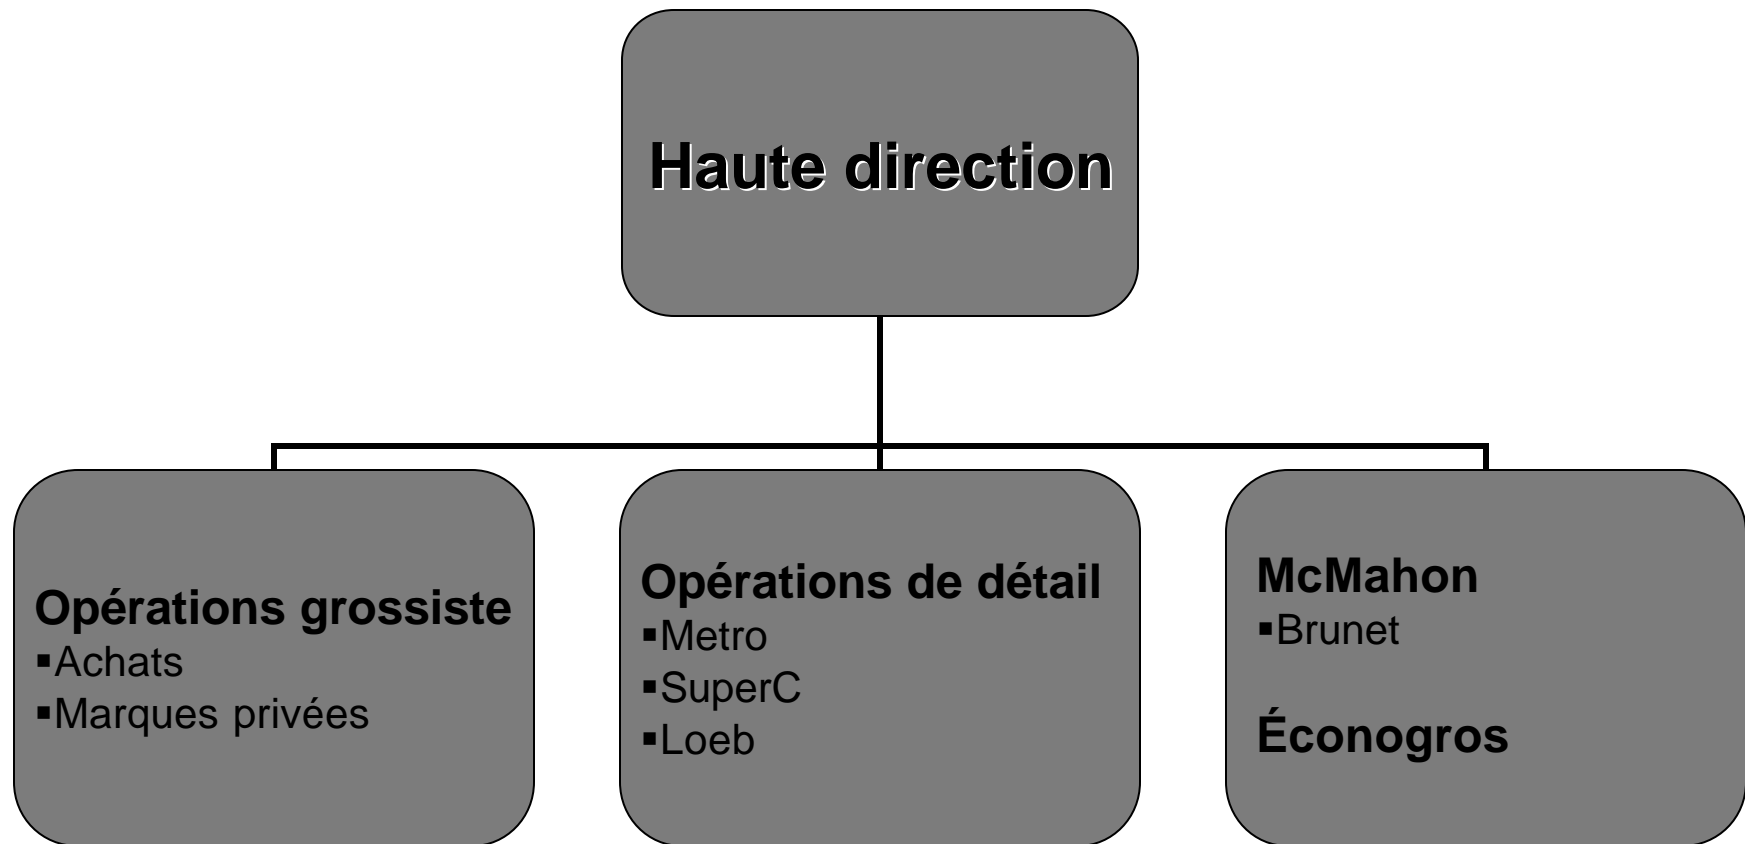 Haute direction
Opérations grossiste
▪Achats
▪Marques privées
Opérations de détail
▪Metro
▪SuperC
▪Loeb
McMahon
▪Brunet
Éconogros